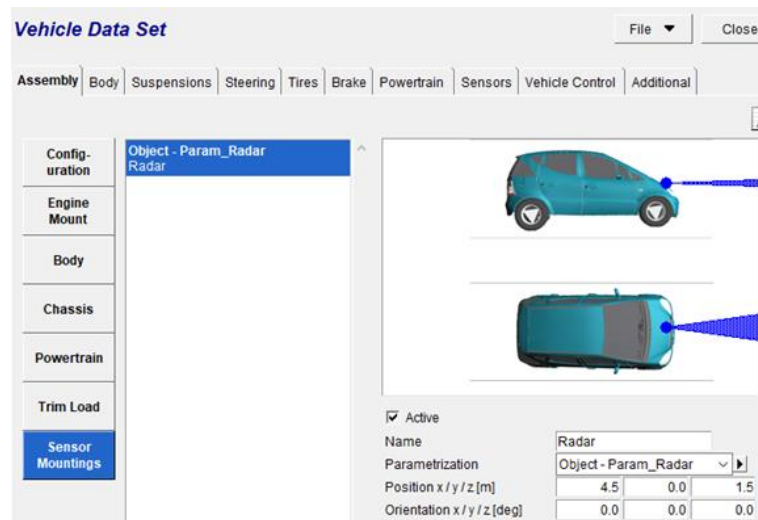 Vehicle Data Set
File
Close
Assembly Body Suspensions Steering Tires Brake Powertrain Sensors Vehicle Control Additional
Config-
uration
Engine
Mount
Body
Chassis
Powertrain
Trim Load
Sensor
Mountings
Object - Param_Radar
Radar
Active
Name Radar
Parametrization Object - Param_Radar
Position x / y / z [m] 4.5 0.0 1.5
Orientation x / y / z [deg] 0.0 0.0 0.0